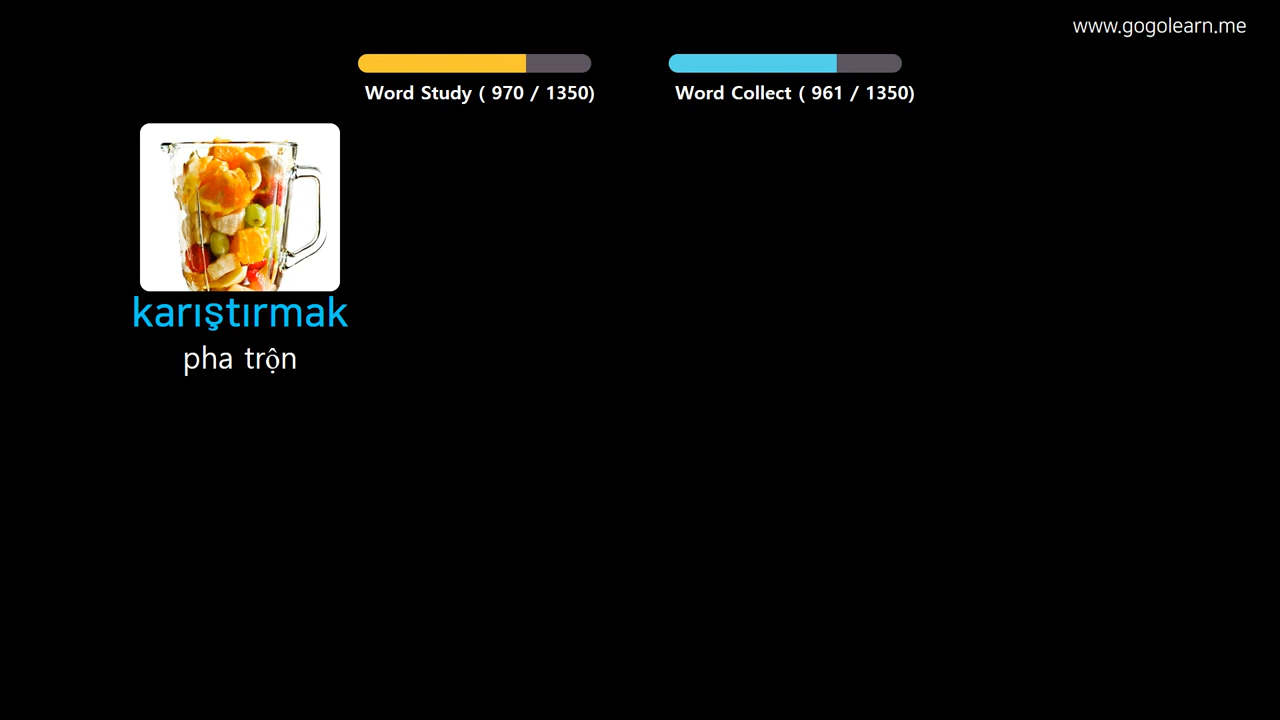 www.gogolearn.me
Word Study ( 970 / 1350)
Word Collect ( 961 / 1350)
karıştırmak
pha trộn